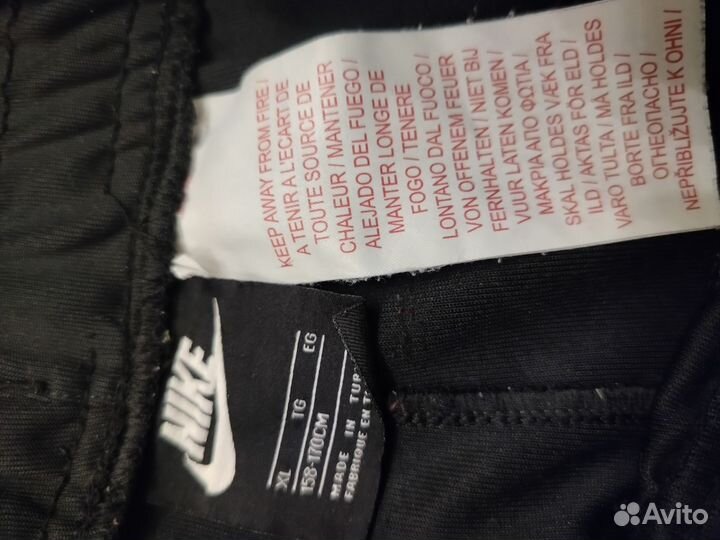 KEEP AWAY FROM FIRE /
A TENIR A L'ECART DE
TOUTE SOURCE DE
CHALEUR / MANTENER
ALEJADO DEL FUEGO /
MANTER LONGE DE
FOGO / TENERE
LONTANO DAL FUOCO /
VON OFFENEM FEUER
FERNHALTEN / NIET BIJ
VUUR LATEN KOMEN /
ΜΑΚΡΙΑ ΑΠΟ ΦΩΤΙΑ /
SKAL HOLDES VÆK FRA
ILD / AKTAS FÖR ELD /
VARO TULTA / MÅ HOLDES
BORTE FRA ILD /
ОТНЕОПАСНО /
NEPŘIBLIŽUJTE K OHNI /
NIKE
XL TG EG
158-170CM
MADE IN TUR
FABRIQUE EN T
Avito